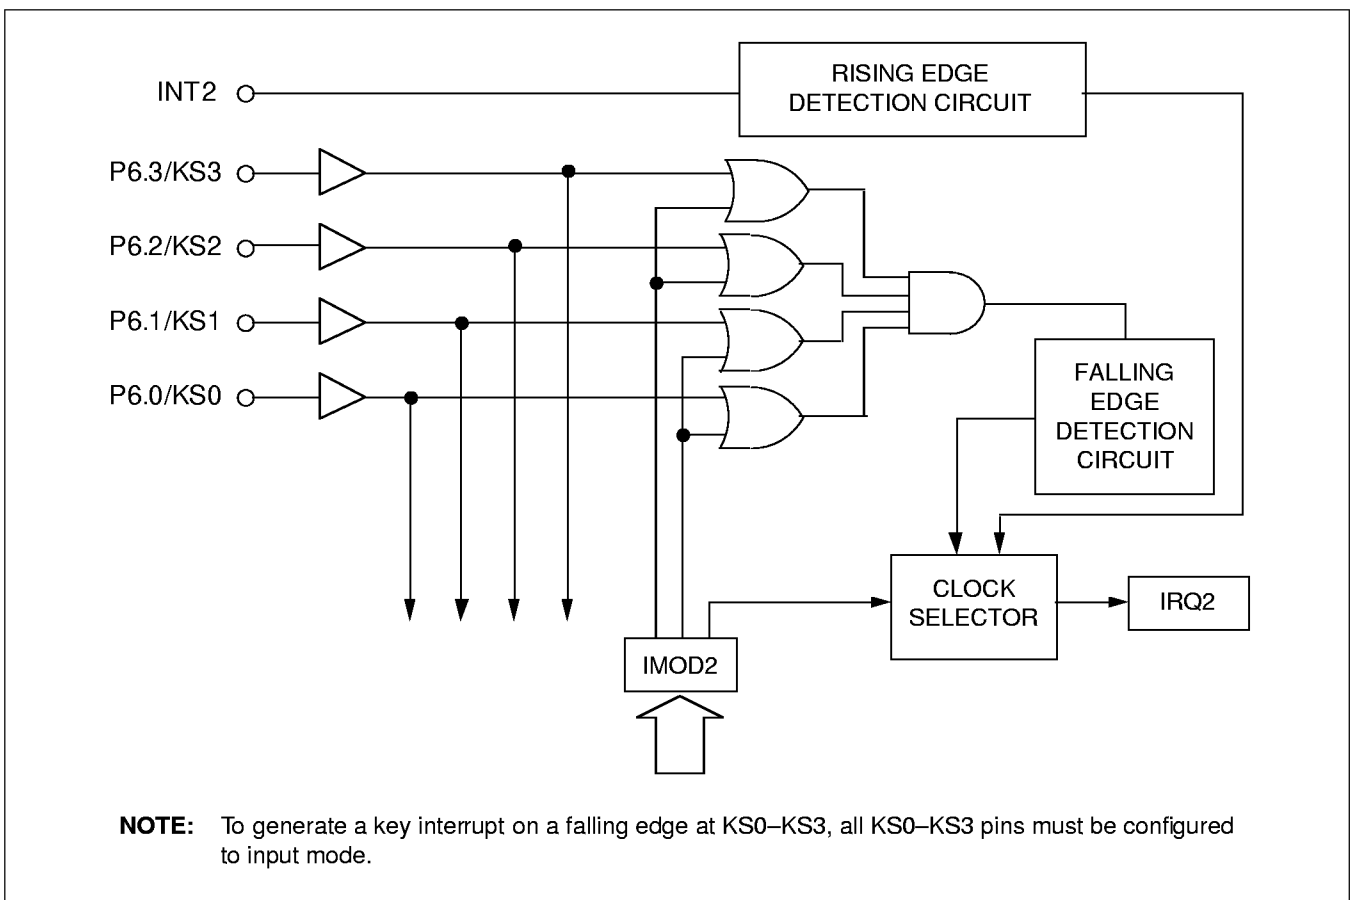 INT2
RISING EDGE
DETECTION CIRCUIT
P6.3/KS3
P6.2/KS2
P6.1/KS1
P6.0/KS0
FALLING
EDGE
DETECTION
CIRCUIT
CLOCK
SELECTOR
IRQ2
IMOD2
NOTE: To generate a key interrupt on a falling edge at KS0–KS3, all KS0–KS3 pins must be configured
to input mode.